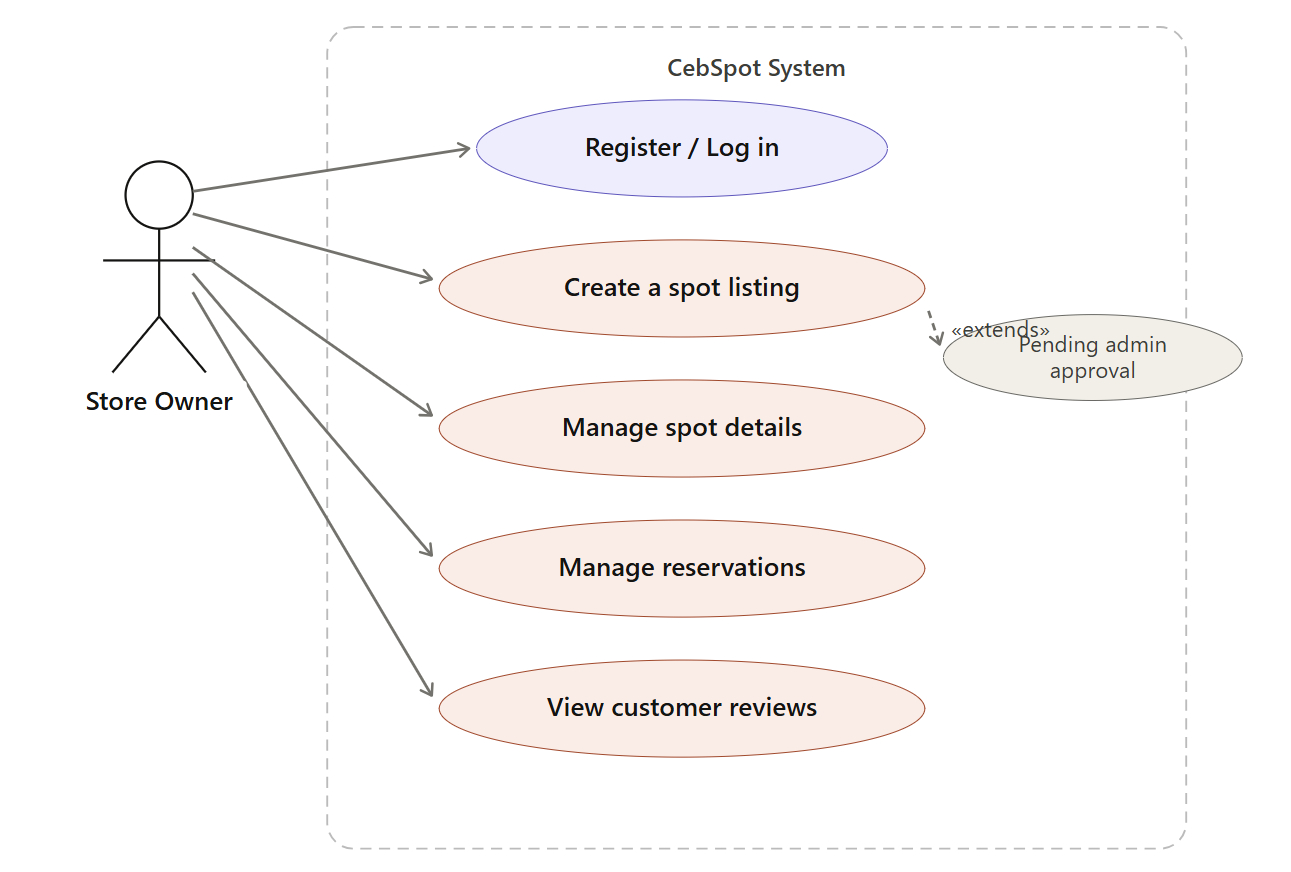 CebSpot System
Register / Log in
Create a spot listing
«extends»
Pending admin
approval
Store Owner
Manage spot details
Manage reservations
View customer reviews